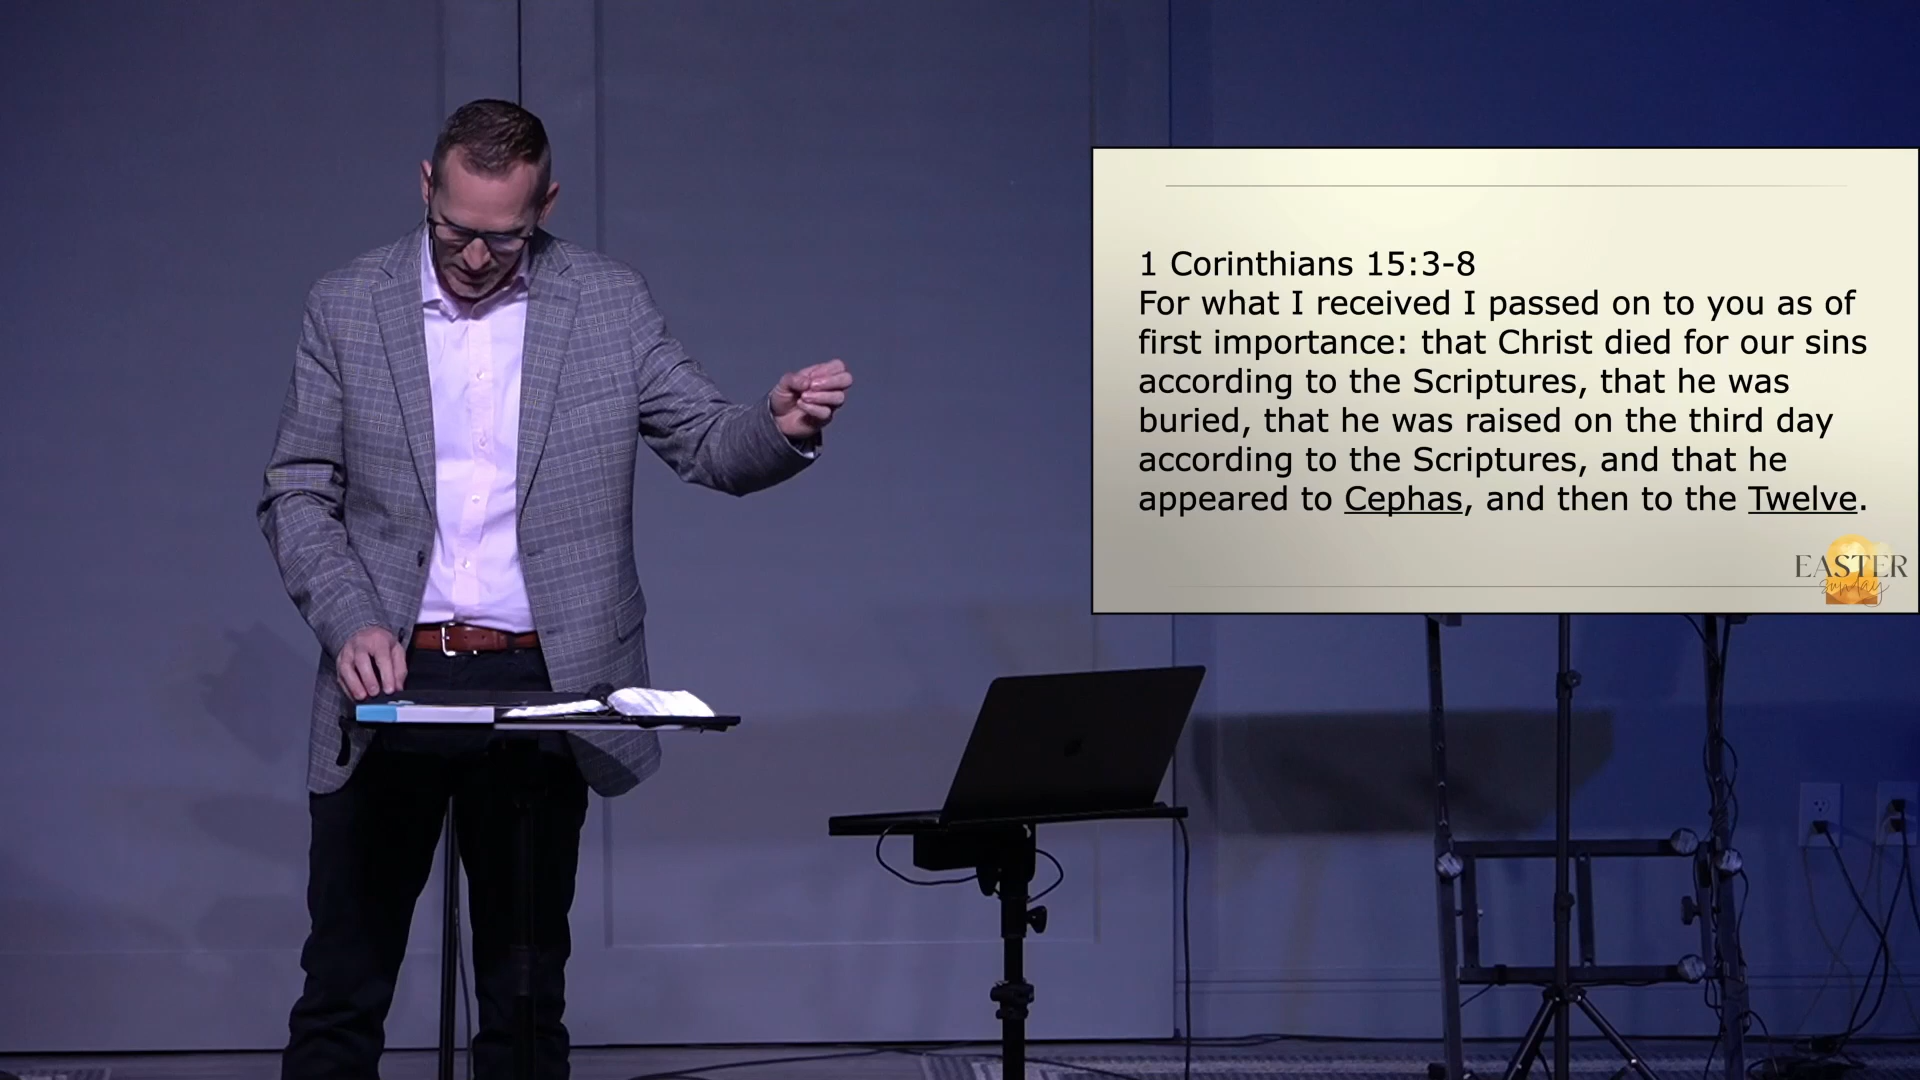 1 Corinthians 15:3-8
For what I received I passed on to you as of
first importance: that Christ died for our sins
according to the Scriptures, that he was
buried, that he was raised on the third day
according to the Scriptures, and that he
appeared to Cephas, and then to the Twelve.
EASTER
sunday